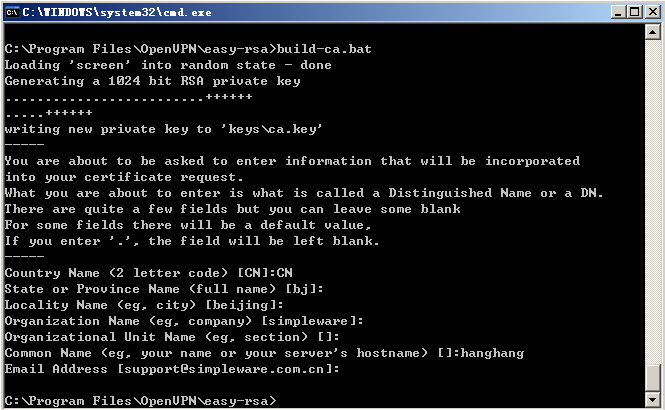 C:\WINDOWS\system32\cmd.exe
C:\Program Files\OpenVPN\easy-rsa>build-ca.bat
Loading 'screen' into random state - done
Generating a 1024 bit RSA private key
.........................++++++
.....++++++
writing new private key to 'keys\ca.key'
-----
You are about to be asked to enter information that will be incorporated
into your certificate request.
What you are about to enter is what is called a Distinguished Name or a DN.
There are quite a few fields but you can leave some blank
For some fields there will be a default value,
If you enter '.', the field will be left blank.
-----
Country Name (2 letter code) [CN]:CN
State or Province Name (full name) [bj]:
Locality Name (eg, city) [beijing]:
Organization Name (eg, company) [simpleware]:
Organizational Unit Name (eg, section) []:
Common Name (eg, your name or your server's hostname) []:hanghang
Email Address [support@simpleware.com.cn]:
C:\Program Files\OpenVPN\easy-rsa>